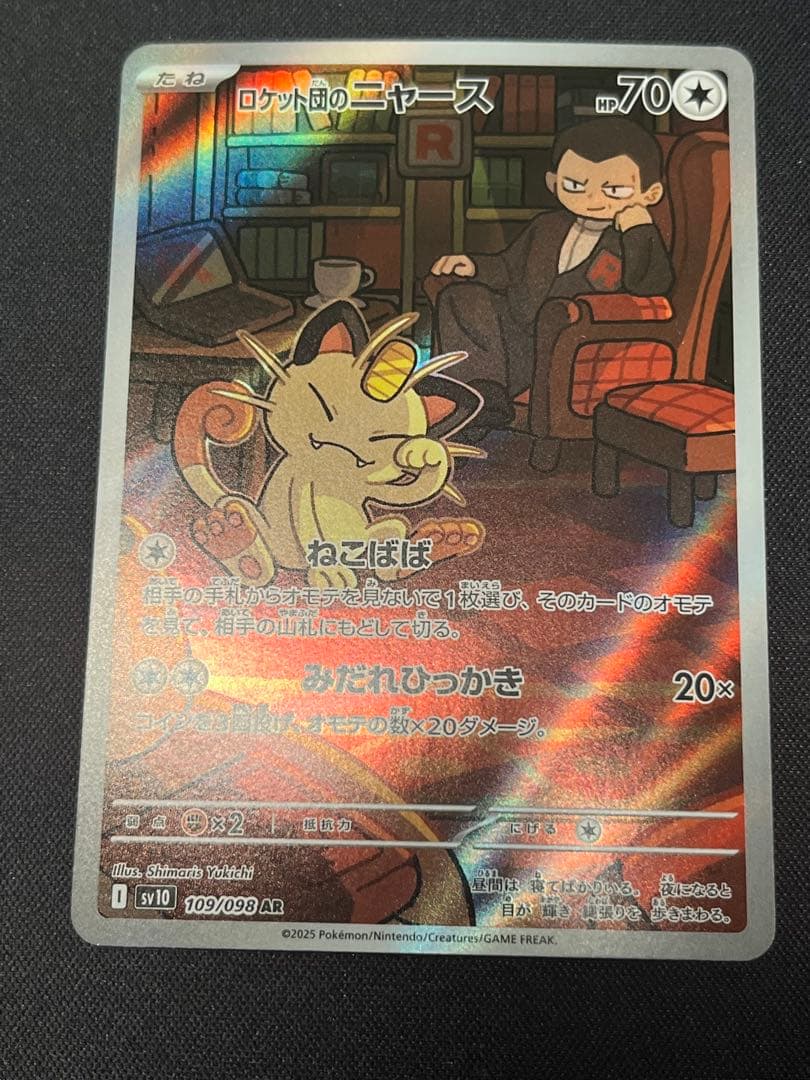 たね
ロケット団のニャース HP70
R
R
ねこばば
相手の手札からオモテを見ないで1枚選び、そのカードのオモテ
を見て、相手の山札にもどして切る。
みだれひっかき 20×
コインを3回投げ、オモテの数×20ダメージ。
弱点 ×2 抵抗力 にげる
Illus. Shimaris Yukichi
I sv10 109/098 AR
昼間は 寝てばかりいる。 夜になると
目が 輝き 縄張りを 歩きまわる。
©2025 Pokémon/Nintendo/Creatures/GAME FREAK.